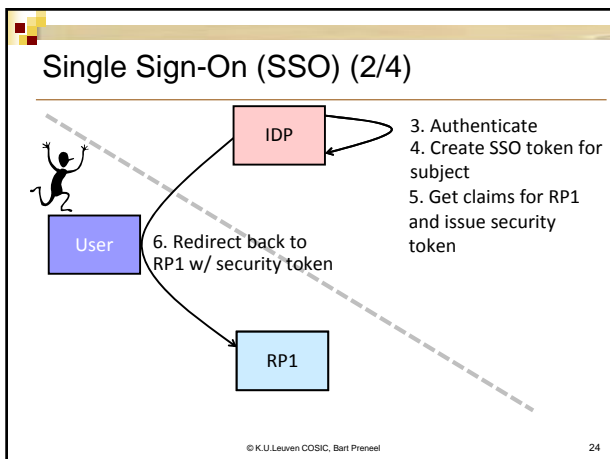 Single Sign-On (SSO) (2/4)
IDP
3. Authenticate
4. Create SSO token for
subject
5. Get claims for RP1
and issue security
token
User
6. Redirect back to
RP1 w/ security token
RP1
© K.U.Leuven COSIC, Bart Preneel
24